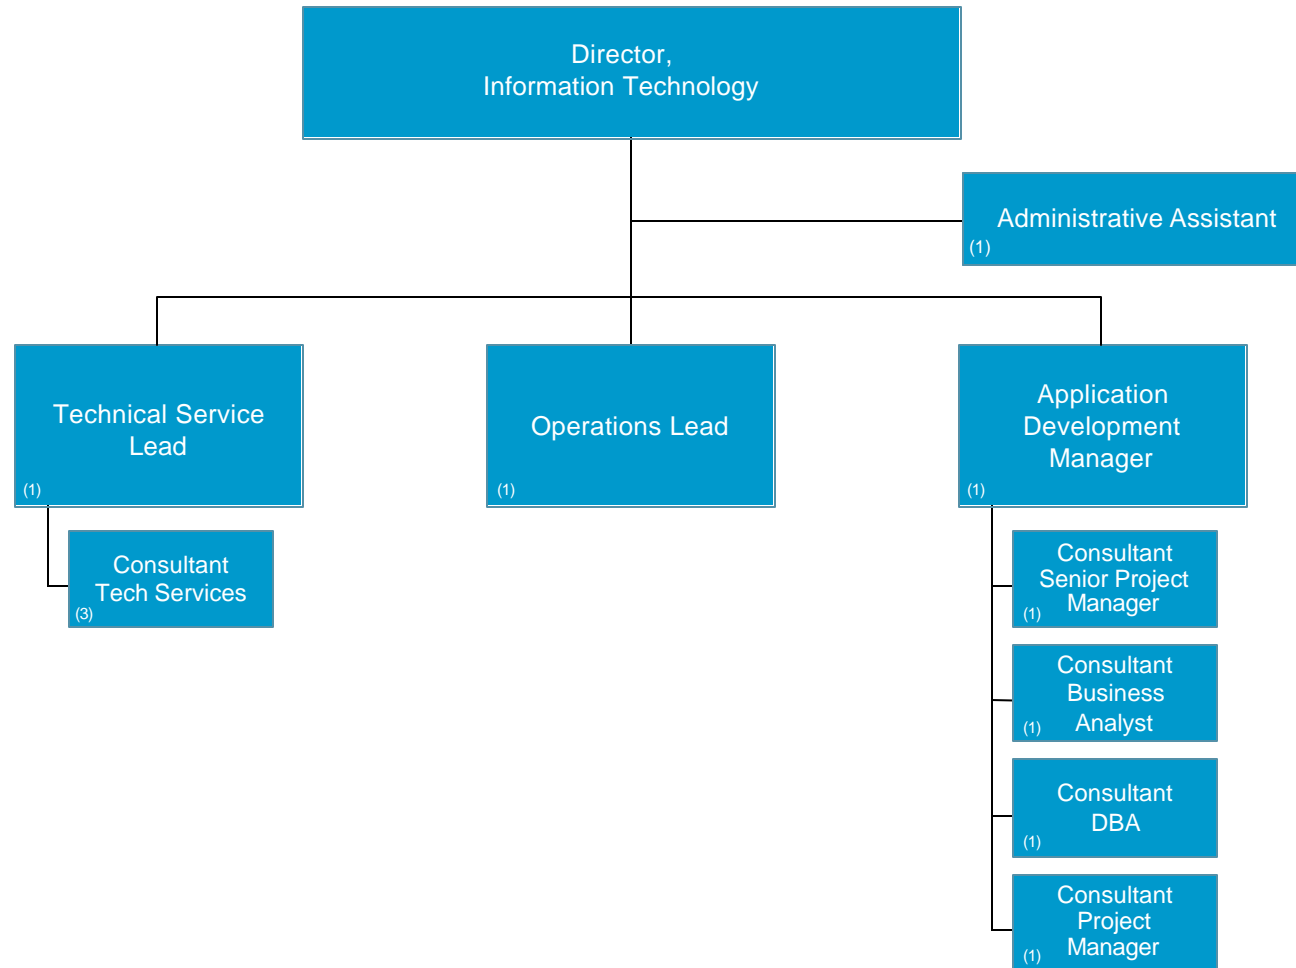 Director,
Information Technology
Administrative Assistant
(1)
Technical Service
Lead
(1)
Operations Lead
(1)
Application
Development
Manager
(1)
Consultant
Tech Services
(3)
Consultant
Senior Project
Manager
(1)
Consultant
Business
Analyst
(1)
Consultant
DBA
(1)
Consultant
Project
Manager
(1)